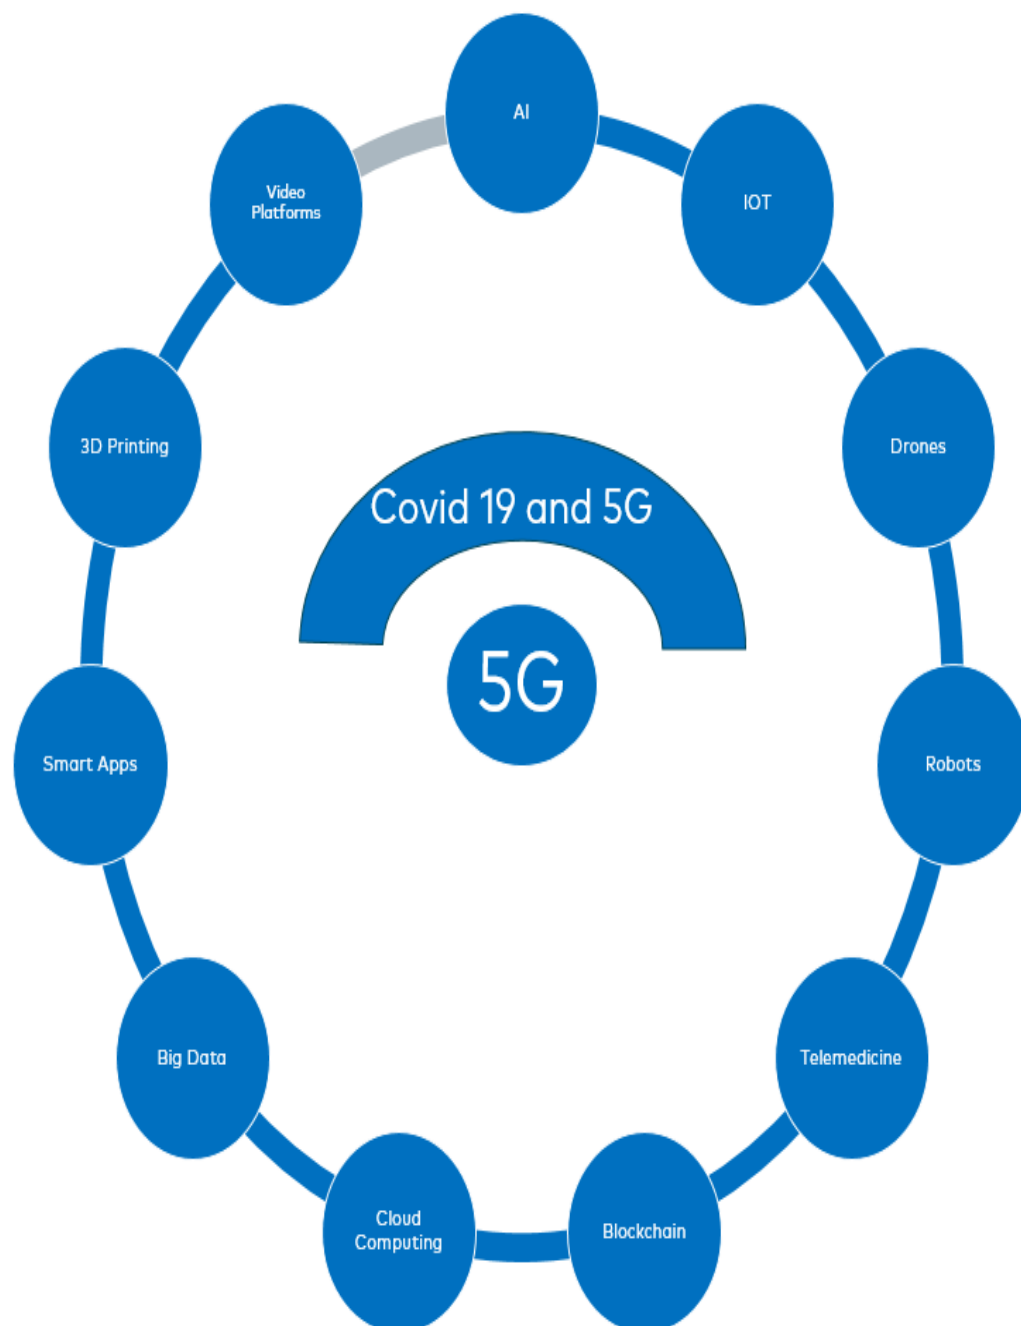 AI
IOT
Drones
Robots
Telemedicine
Blockchain
Cloud
Computing
Big Data
Smart Apps
3D Printing
Video
Platforms
Covid 19 and 5G
5G